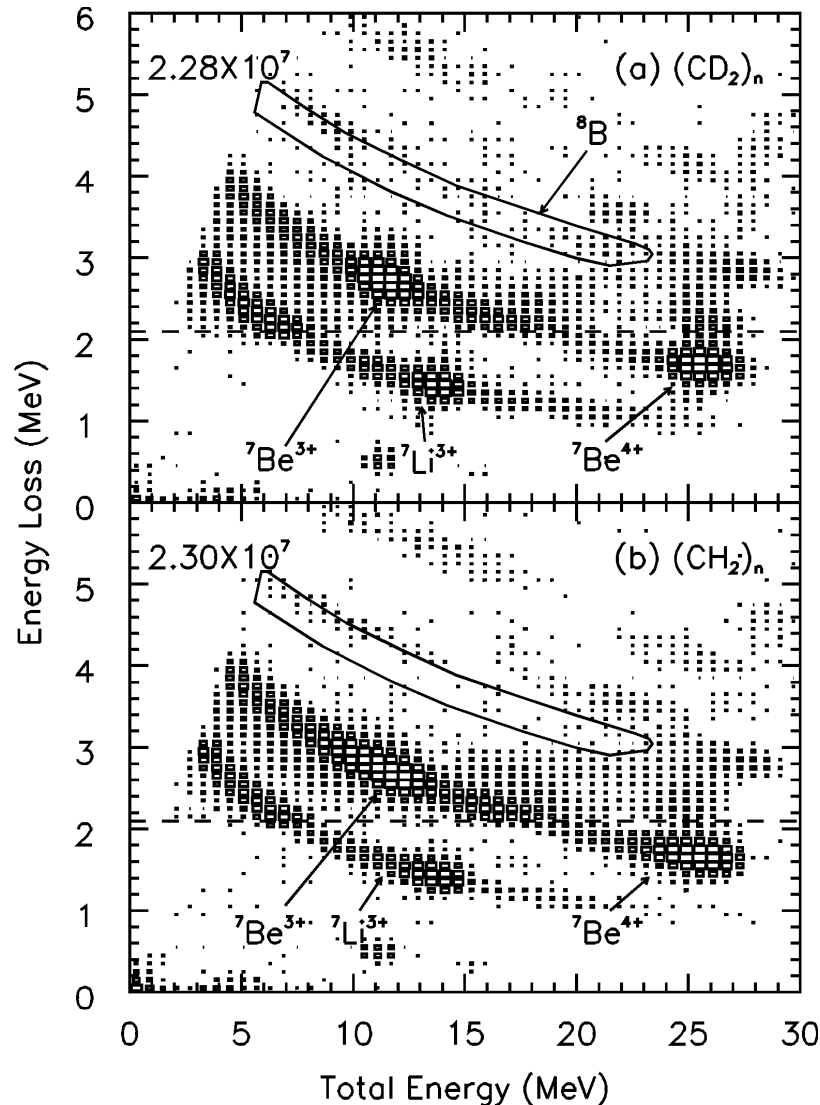 Energy Loss (MeV)
6
5
4
3
2
1
0
2.28X10⁷
(a) (CD₂)ₙ
⁸B
⁷Be³⁺
⁷Li³⁺
⁷Be⁴⁺
5
4
3
2
1
0
2.30X10⁷
(b) (CH₂)ₙ
⁷Be³⁺
⁷Li³⁺
⁷Be⁴⁺
0 5 10 15 20 25 30
Total Energy (MeV)